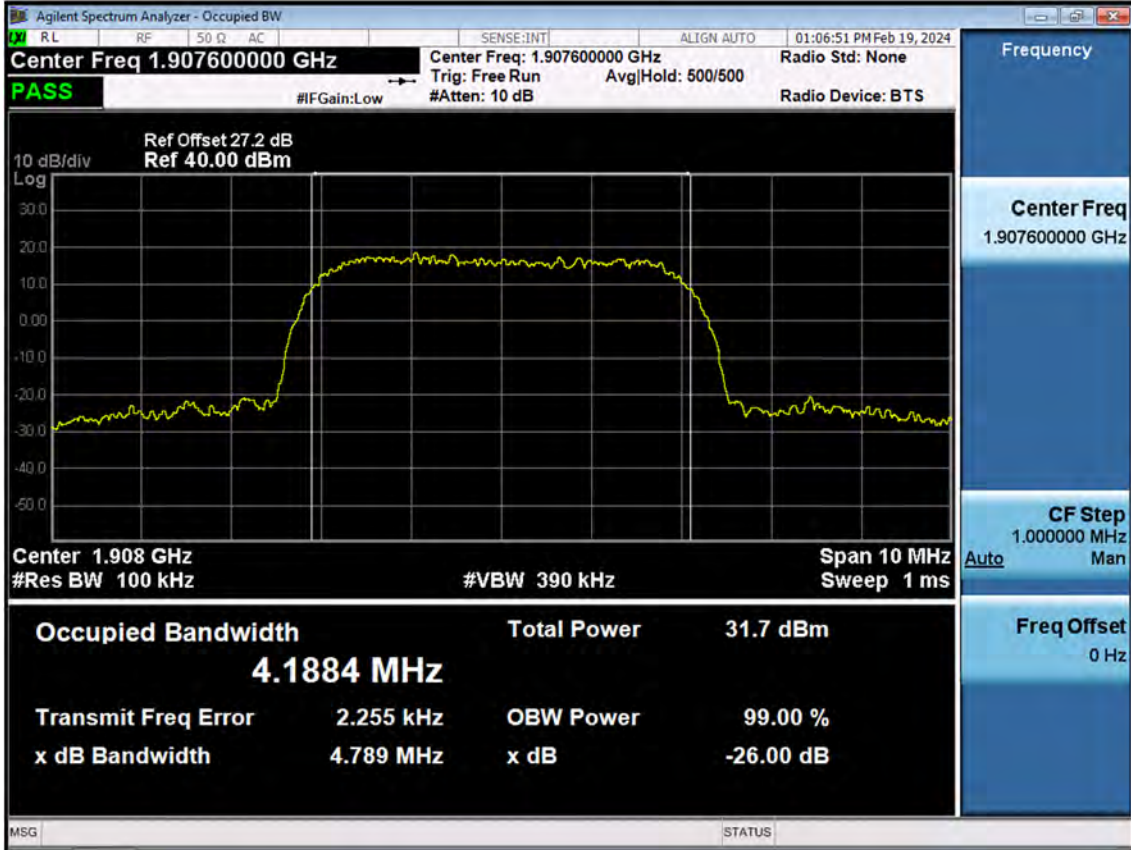 Agilent Spectrum Analyzer - Occupied BW
LXI RL RF 50 Ω AC SENSE:INT ALIGN AUTO 01:06:51 PM Feb 19, 2024
Center Freq 1.907600000 GHz Center Freq: 1.907600000 GHz Radio Std: None
Trig: Free Run Avg|Hold: 500/500
PASS #IFGain:Low #Atten: 10 dB Radio Device: BTS
Ref Offset 27.2 dB
10 dB/div Ref 40.00 dBm
Log
30.0
20.0
10.0
0.00
-10.0
-20.0
-30.0
-40.0
-50.0
Center 1.908 GHz Span 10 MHz
#Res BW 100 kHz #VBW 390 kHz Sweep 1 ms
Occupied Bandwidth Total Power 31.7 dBm
4.1884 MHz
Transmit Freq Error 2.255 kHz OBW Power 99.00 %
x dB Bandwidth 4.789 MHz x dB -26.00 dB
MSG STATUS
Frequency
Center Freq
1.907600000 GHz
CF Step
1.000000 MHz
Auto Man
Freq Offset
0 Hz